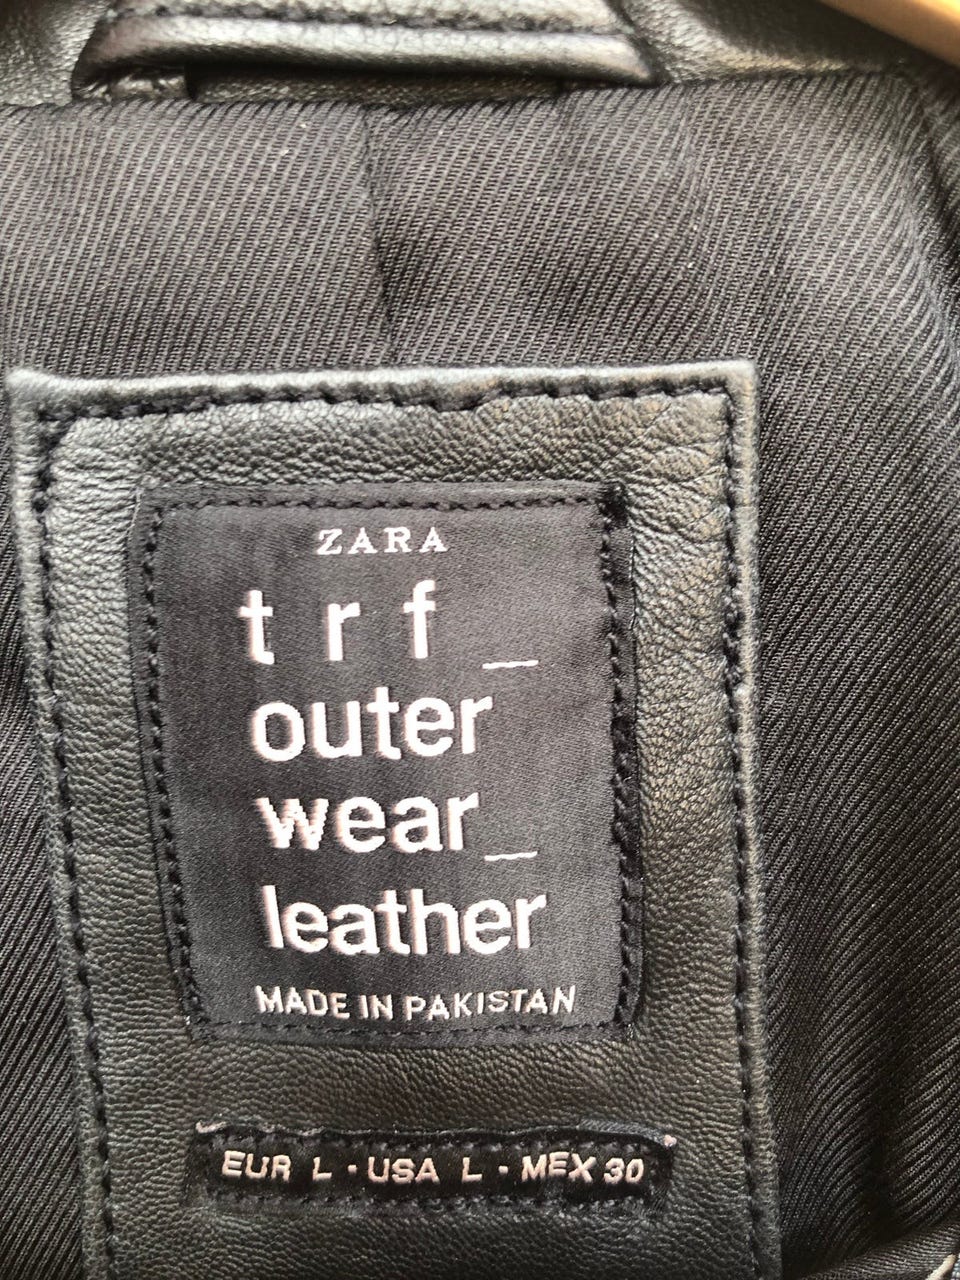 ZARA
trf_
outer
wear_
leather
MADE IN PAKISTAN
EUR L · USA L · MEX 30